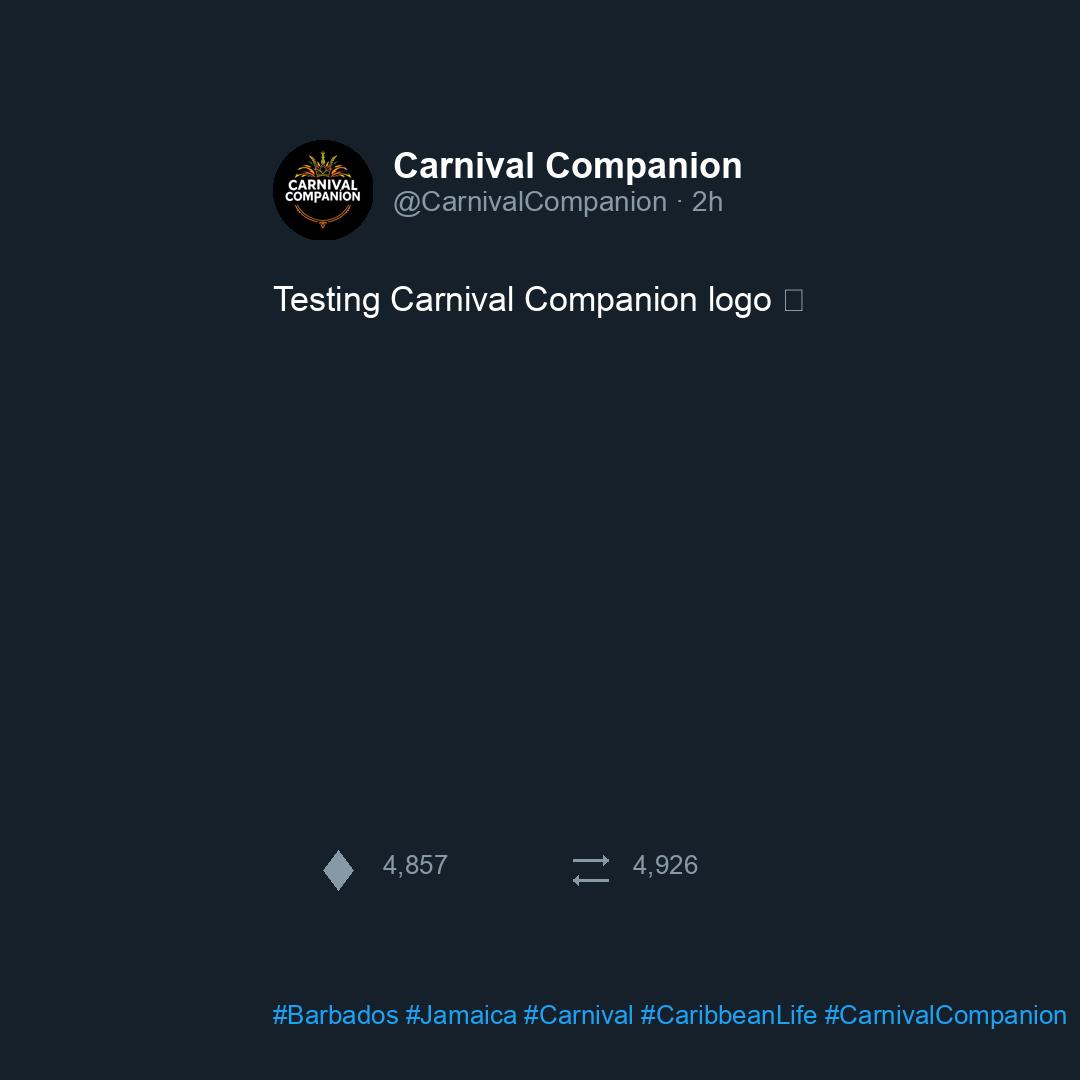 CARNIVAL
COMPANION
Carnival Companion
@CarnivalCompanion · 2h
Testing Carnival Companion logo □
4,857
4,926
#Barbados #Jamaica #Carnival #CaribbeanLife #CarnivalCompanion